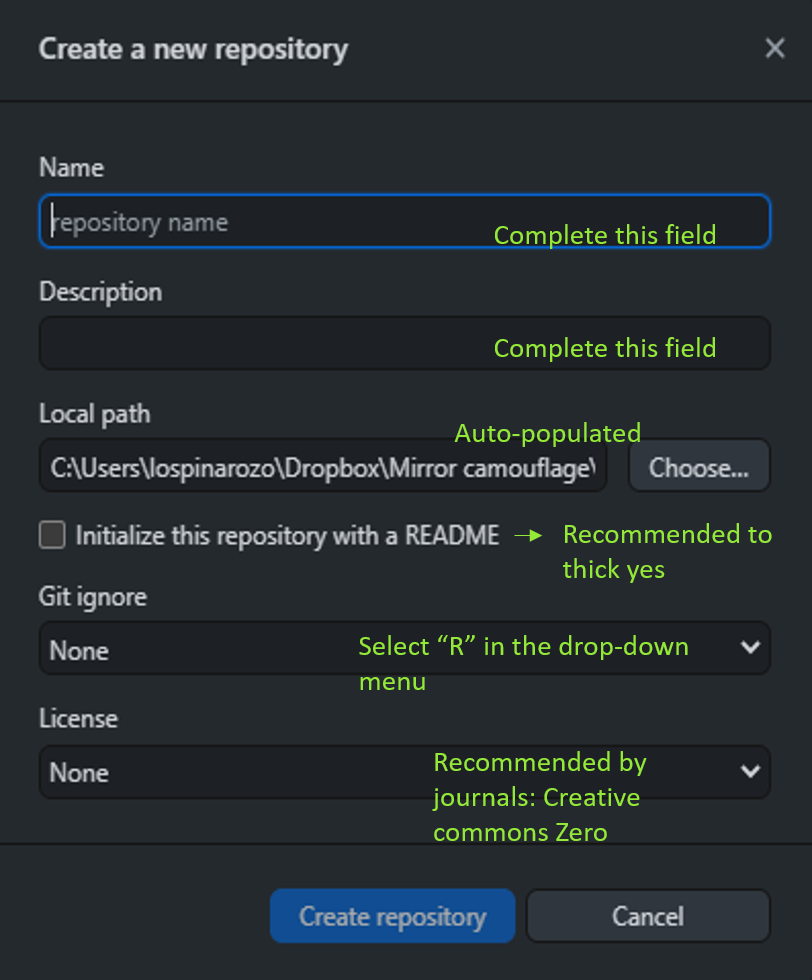 Create a new repository
Name
repository name
Complete this field
Description
Complete this field
Local path
Auto-populated
C:\Users\lospinarozo\Dropbox\Mirror camouflage\
Choose...
Initialize this repository with a README → Recommended to
thick yes
Git ignore
None
Select “R” in the drop-down
menu
License
None
Recommended by
journals: Creative
commons Zero
Create repository
Cancel